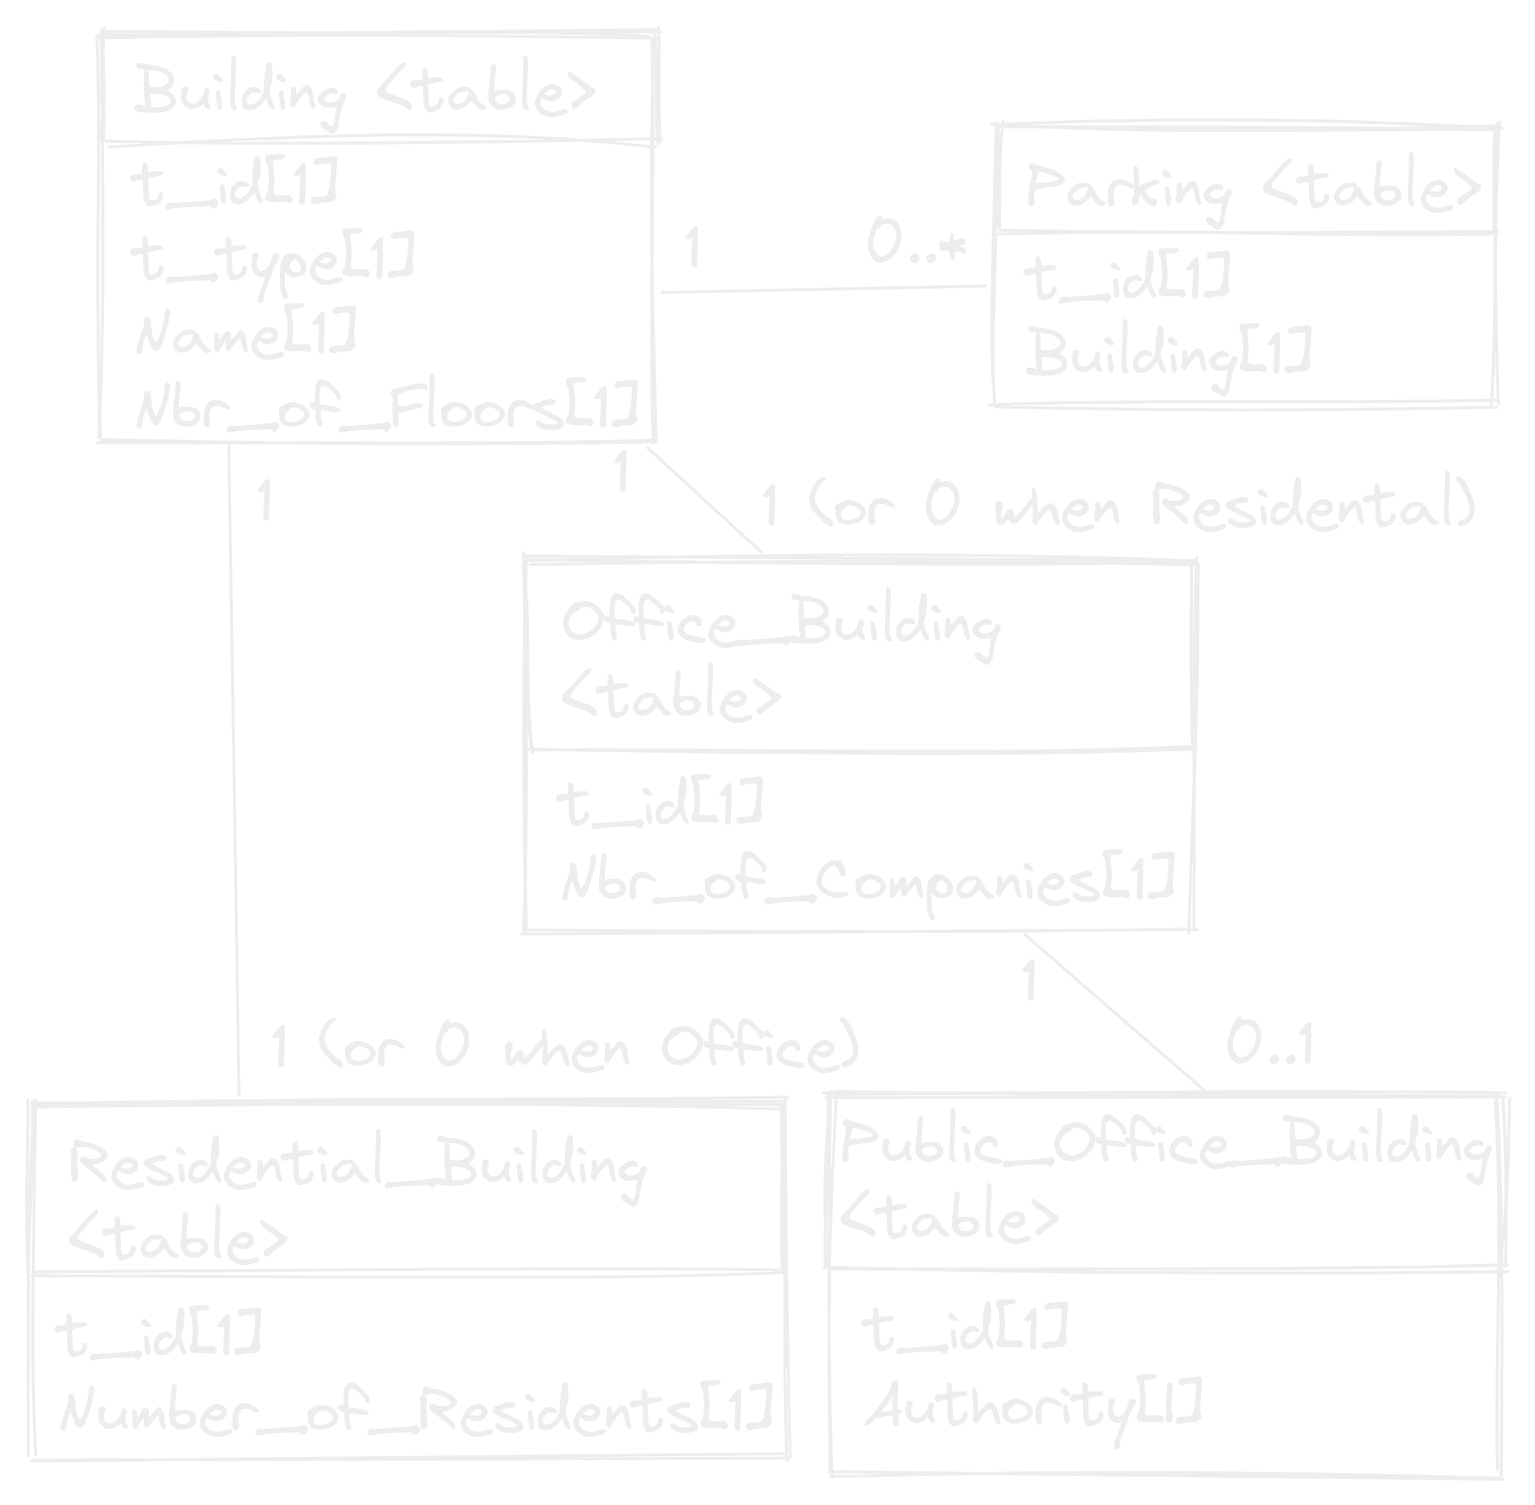 Building <table>
t_id[1]
t_type[1]
Name[1]
Nbr_of_Floors[1]
1
0..*
Parking <table>
t_id[1]
Building[1]
1
1
1 (or 0 when Residental)
Office_Building
<table>
t_id[1]
Nbr_of_Companies[1]
1
1 (or 0 when Office)
0..1
Residential_Building
<table>
t_id[1]
Number_of_Residents[1]
Public_Office_Building
<table>
t_id[1]
Authority[1]